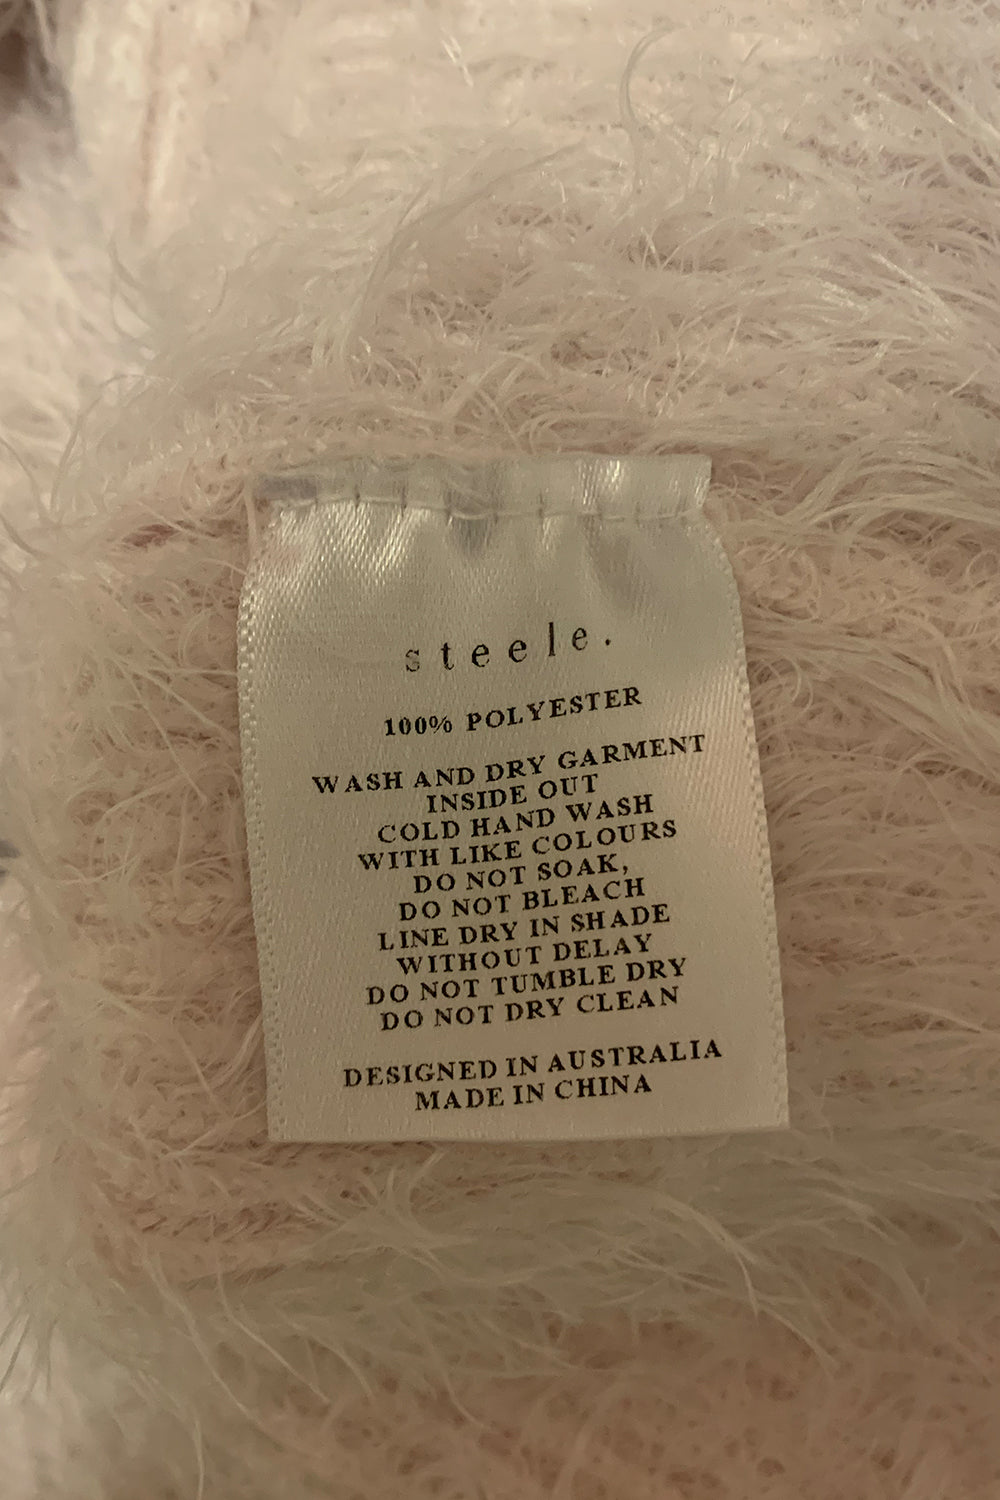 steele.
100% POLYESTER
WASH AND DRY GARMENT
INSIDE OUT
COLD HAND WASH
WITH LIKE COLOURS
DO NOT SOAK,
DO NOT BLEACH
LINE DRY IN SHADE
WITHOUT DELAY
DO NOT TUMBLE DRY
DO NOT DRY CLEAN
DESIGNED IN AUSTRALIA
MADE IN CHINA